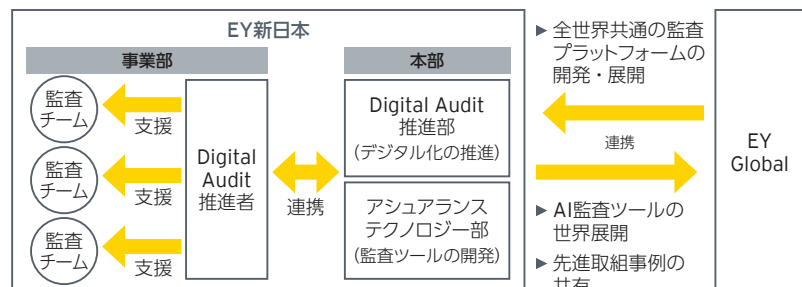 EY新日本
事業部
監査
チーム
支援
監査
チーム
支援
監査
チーム
支援
Digital
Audit
推進者
連携
本部
Digital Audit
推進部
(デジタル化の推進)
アシュアランス
テクノロジー部
(監査ツールの開発)
▶ 全世界共通の監査
プラットフォームの
開発・展開
連携
▶ AI監査ツールの
世界展開
▶ 先進取組事例の
共有
EY
Global